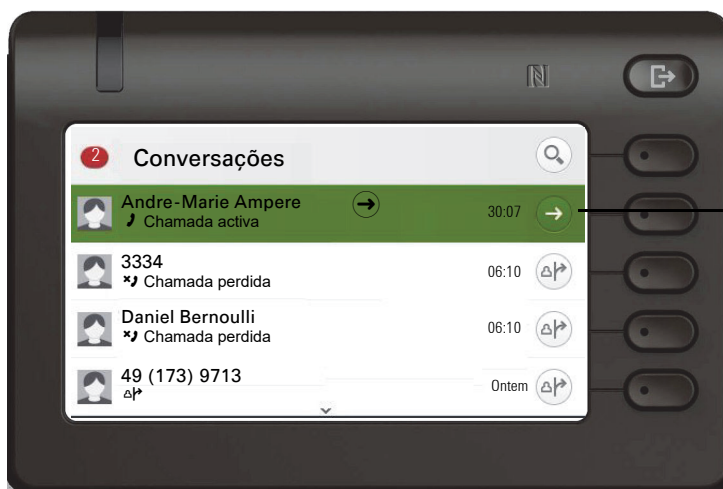 2 Conversações
Andre-Marie Ampere
Chamada activa
30:07
3334
Chamada perdida
06:10
Daniel Bernoulli
Chamada perdida
06:10
49 (173) 9713
Ontem